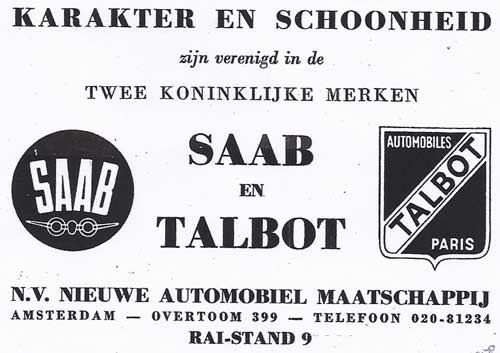 KARAKTER EN SCHOONHEID
zijn verenigd in de
TWEE KONINKLIJKE MERKEN
SAAB
SAAB
EN
TALBOT
AUTOMOBILES
TALBOT
PARIS
N.V. NIEUWE AUTOMOBIEL MAATSCHAPPIJ
AMSTERDAM — OVERTOOM 399 — TELEFOON 020-81234
RAI-STAND 9